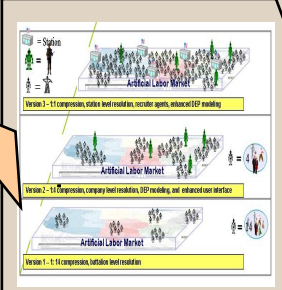 = Station
=
=
Artificial Labor Market
Version 3 – 1:1 compression, station level resolution, recruiter agents, enhanced DEP modeling
Artificial Labor Market
= 4
Version 2 – 1:4 compression, company level resolution, DEP modeling, and enhanced user interface
Artificial Labor Market
= 14
Version 1 – 1: 14 compression, battalion level resolution